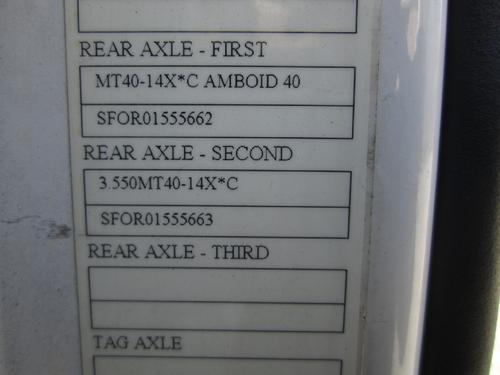 REAR AXLE - FIRST
MT40-14X*C AMBOID 40
SFOR01555662
REAR AXLE - SECOND
3.550MT40-14X*C
SFOR01555663
REAR AXLE - THIRD
TAG AXLE